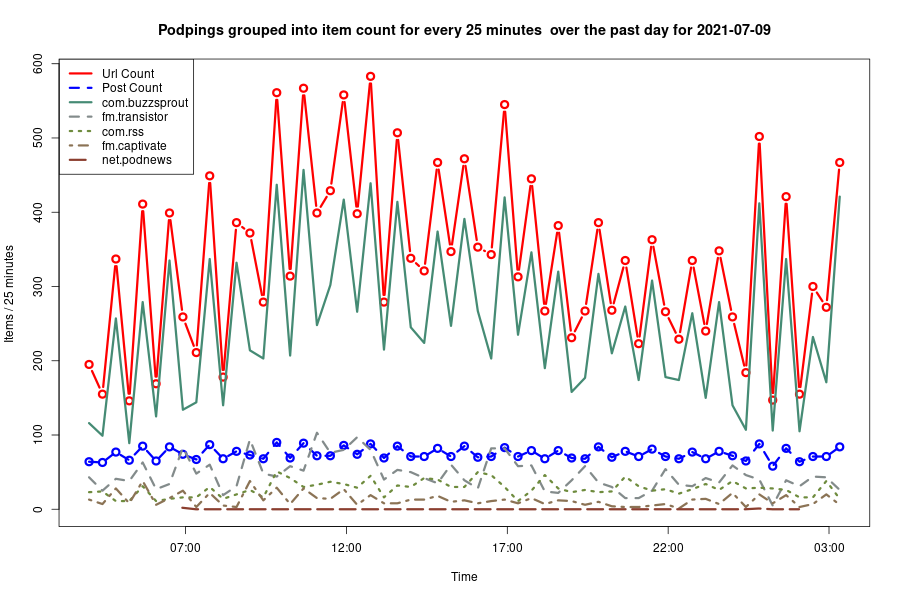 Podpings grouped into item count for every 25 minutes  over the past day for 2021-07-09
600
500
400
300
200
100
0
Items / 25 minutes
Url Count
Post Count
com.buzzsprout
fm.transistor
com.rss
fm.captivate
net.podnews
07:00
12:00
17:00
22:00
03:00
Time